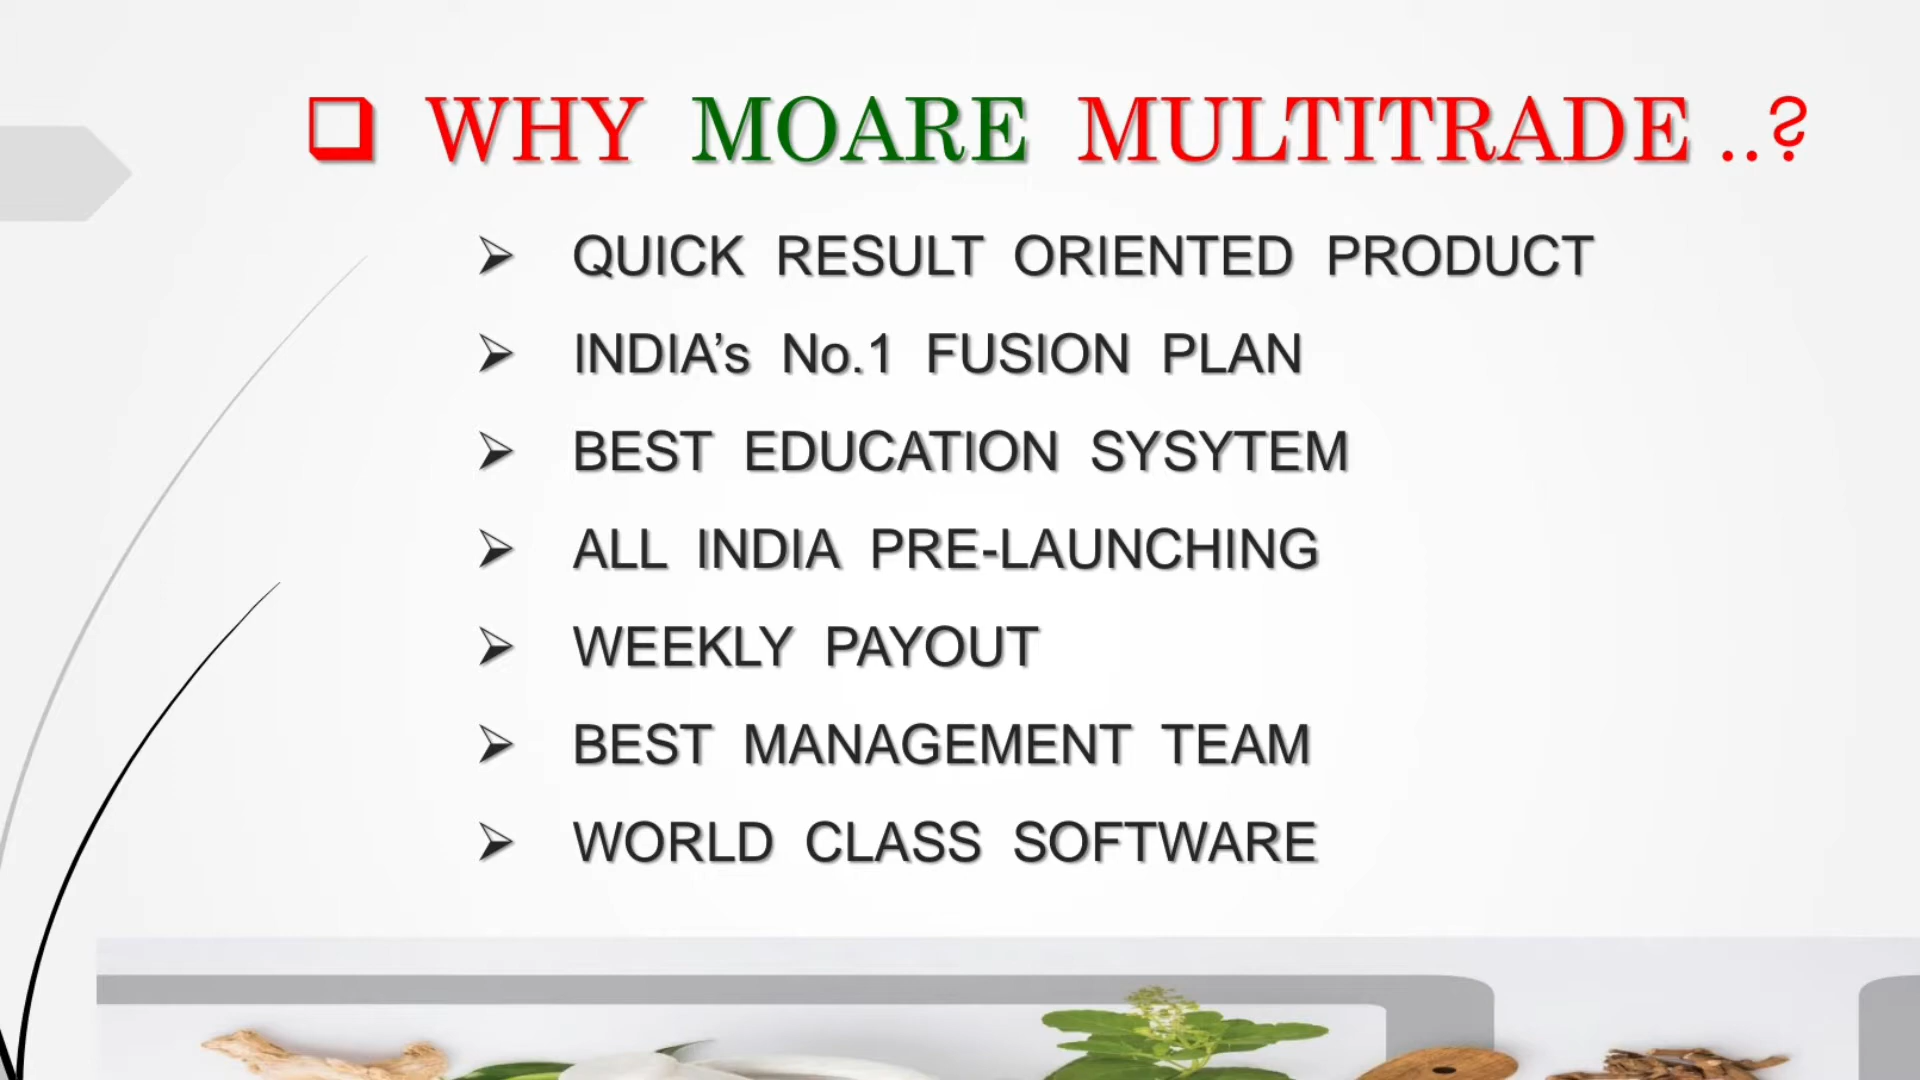 ❑ WHY MOARE MULTITRADE ..?
➢ QUICK RESULT ORIENTED PRODUCT
➢ INDIA’s No.1 FUSION PLAN
➢ BEST EDUCATION SYSYTEM
➢ ALL INDIA PRE-LAUNCHING
➢ WEEKLY PAYOUT
➢ BEST MANAGEMENT TEAM
➢ WORLD CLASS SOFTWARE